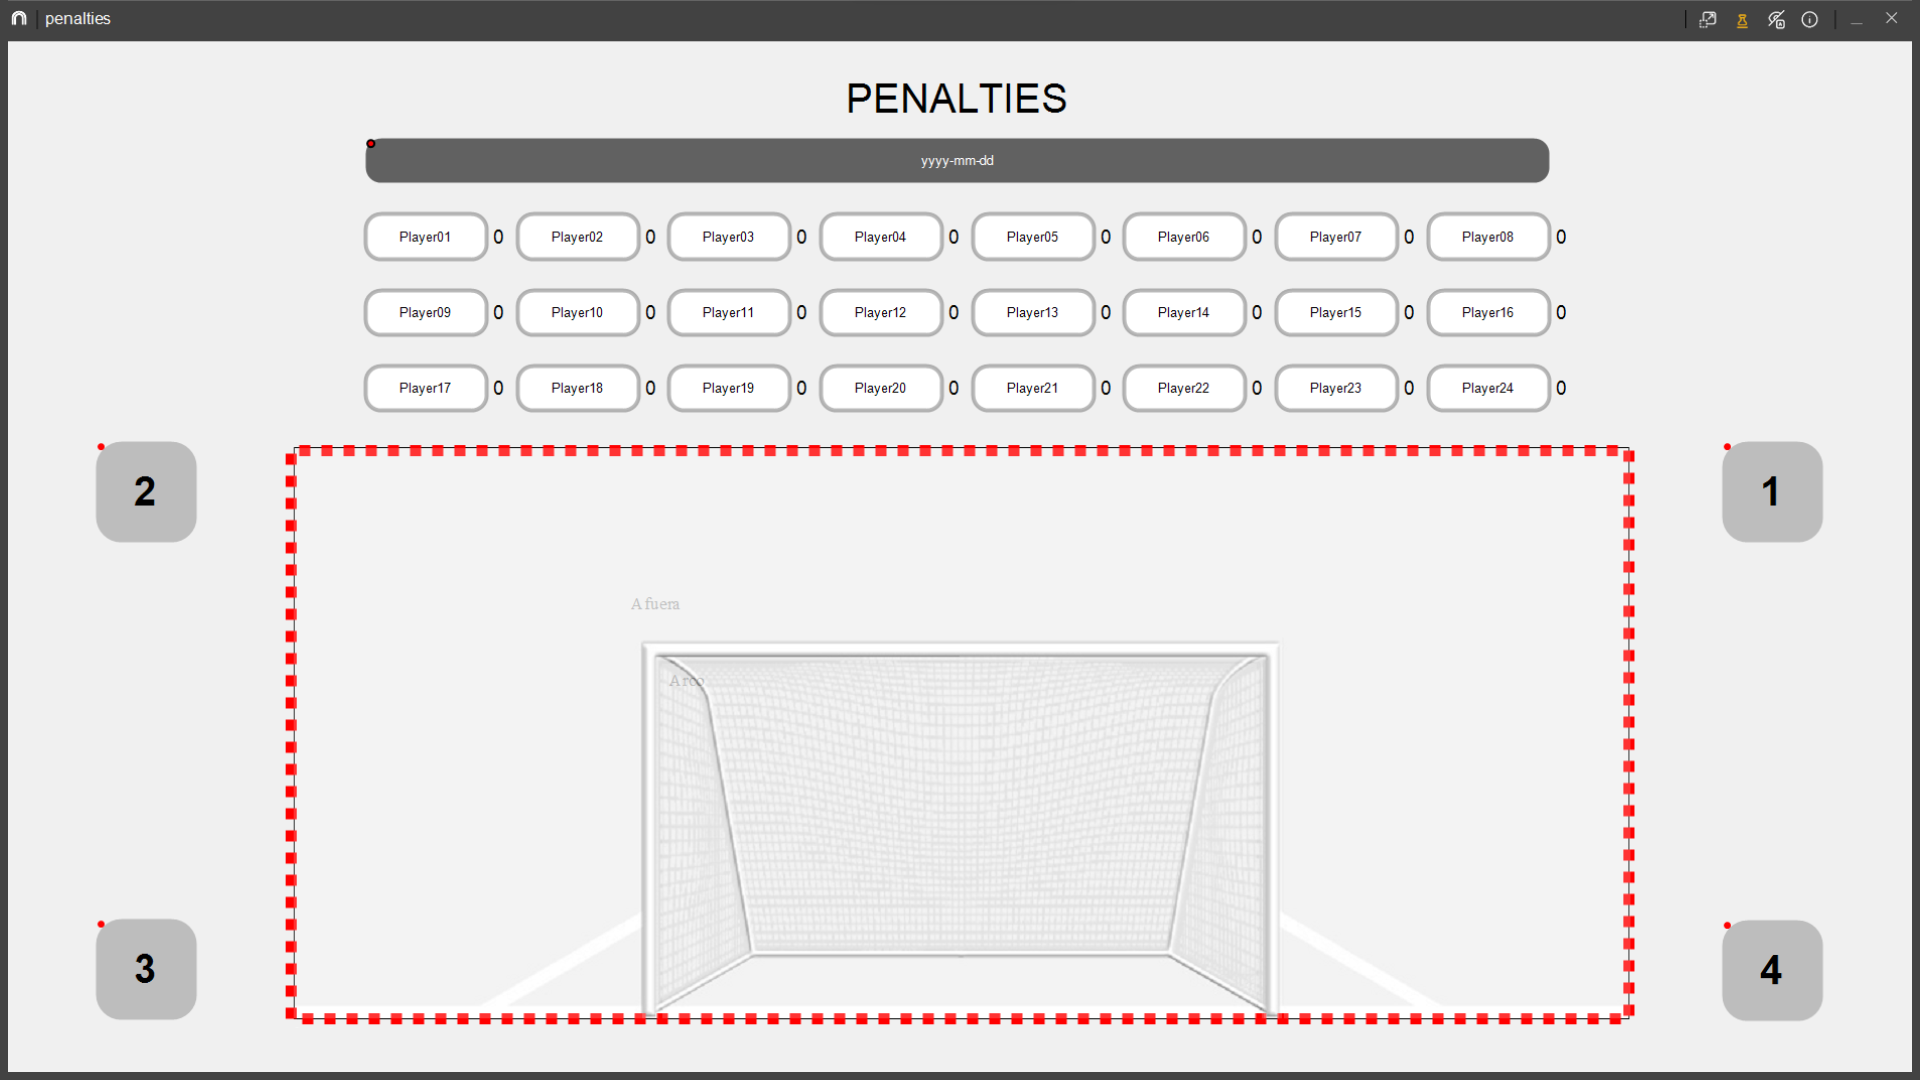 penalties
PENALTIES
yyyy-mm-dd
Player01 0 Player02 0 Player03 0 Player04 0 Player05 0 Player06 0 Player07 0 Player08 0
Player09 0 Player10 0 Player11 0 Player12 0 Player13 0 Player14 0 Player15 0 Player16 0
Player17 0 Player18 0 Player19 0 Player20 0 Player21 0 Player22 0 Player23 0 Player24 0
2 1
A fuera
Arco
3 4